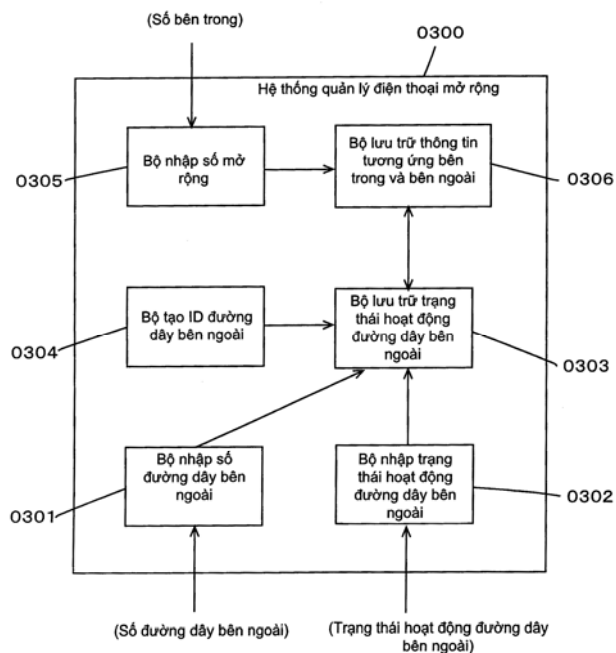 (Số bên trong)
0300
Hệ thống quản lý điện thoại mở rộng
Bộ nhập số mở
rộng
0305
Bộ lưu trữ thông tin
tương ứng bên
trong và bên ngoài
0306
Bộ tạo ID đường
dây bên ngoài
0304
Bộ lưu trữ trạng
thái hoạt động
đường dây bên
ngoài
0303
Bộ nhập số
đường dây bên
ngoài
0301
Bộ nhập trạng
thái hoạt động
đường dây bên
ngoài
0302
(Số đường dây bên ngoài)
(Trạng thái hoạt động đường dây
bên ngoài)